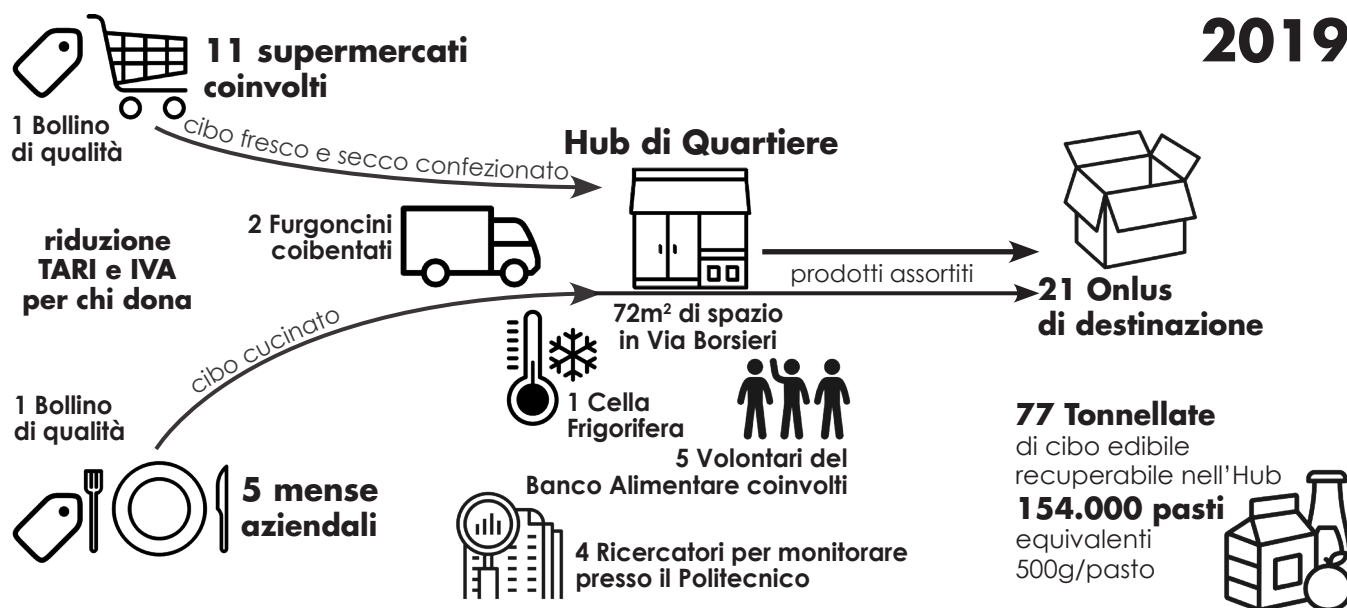 2019
11 supermercati
coinvolti
1 Bollino
di qualità
cibo fresco e secco confezionato
Hub di Quartiere
2 Furgoncini
coibentati
riduzione
TARI e IVA
per chi dona
prodotti assortiti
21 Onlus
di destinazione
72m² di spazio
in Via Borsieri
cibo cucinato
1 Cella
Frigorifera
1 Bollino
di qualità
5 Volontari del
Banco Alimentare coinvolti
5 mense
aziendali
4 Ricercatori per monitorare
presso il Politecnico
77 Tonnellate
di cibo edibile
recuperabile nell'Hub
154.000 pasti
equivalenti
500g/pasto